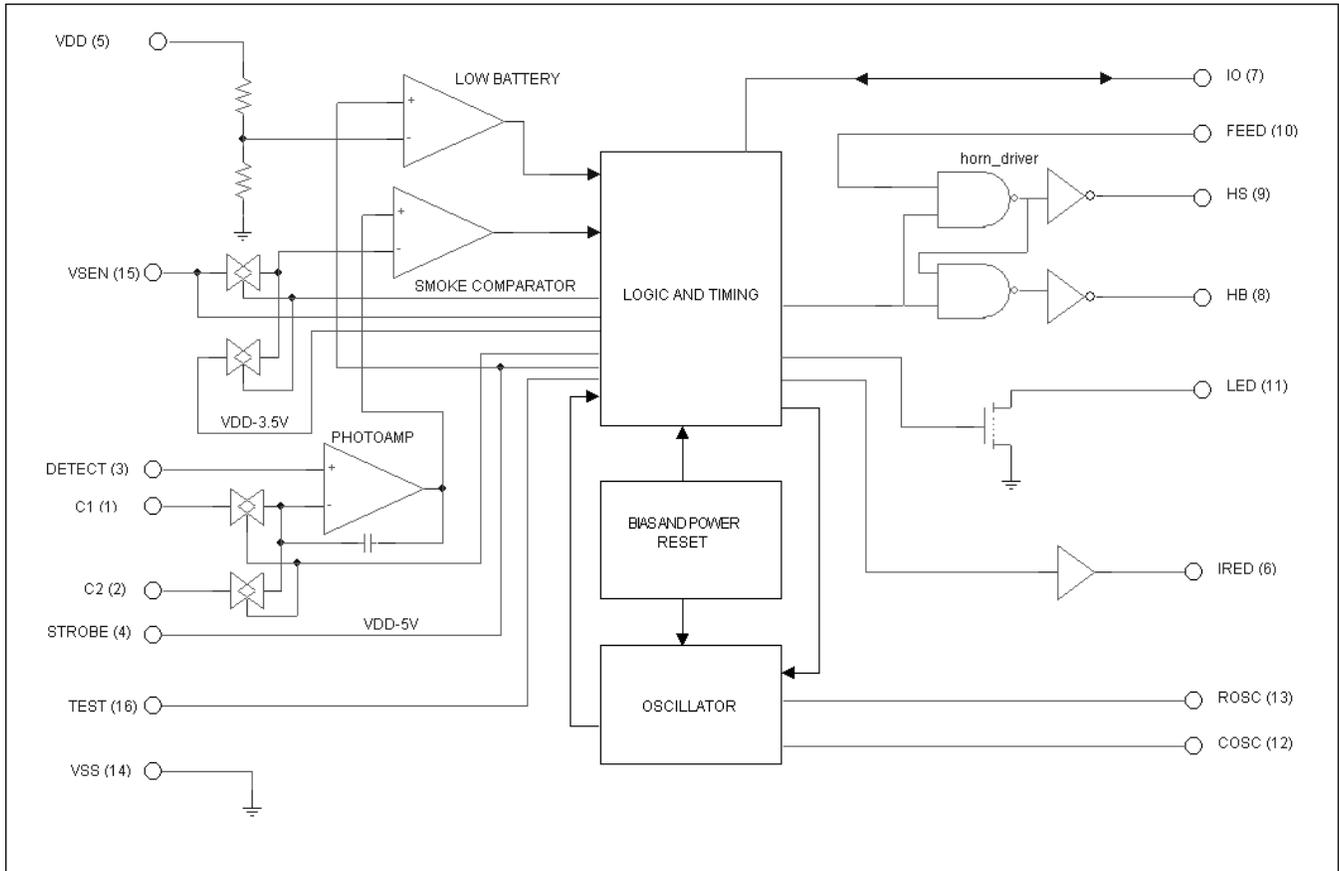 VDD (5)
LOW BATTERY
+
-
IO (7)
FEED (10)
horn_driver
HS (9)
+
-
VSEN (15)
SMOKE COMPARATOR
LOGIC AND TIMING
HB (8)
VDD-3.5V
LED (11)
PHOTOAMP
DETECT (3)
+
C1 (1)
-
BIAS AND POWER
RESET
IRED (6)
C2 (2)
STROBE (4)
VDD-5V
TEST (16)
OSCILLATOR
ROSC (13)
COSC (12)
VSS (14)